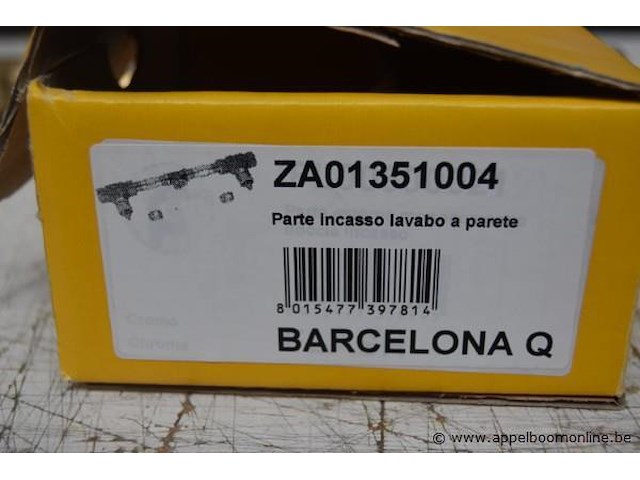 ZA01351004
Parte incasso lavabo a parete
8 015477 397814
BARCELONA Q
© www.appelboomonline.be